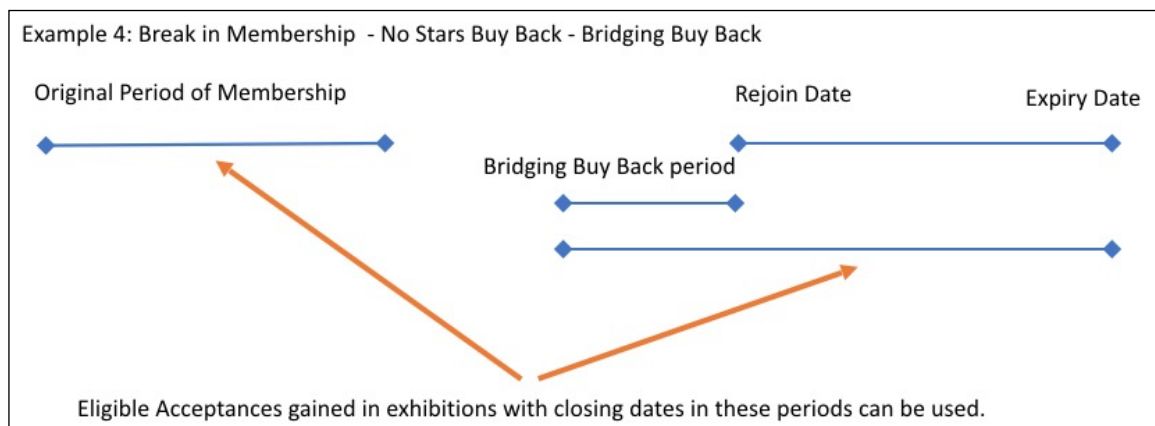 Example 4: Break in Membership - No Stars Buy Back - Bridging Buy Back
Original Period of Membership
Rejoin Date
Expiry Date
Bridging Buy Back period
Eligible Acceptances gained in exhibitions with closing dates in these periods can be used.